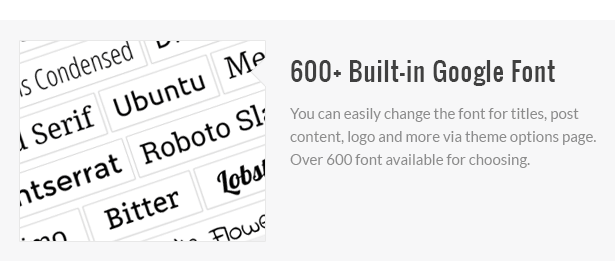 s Condensed
Me
Serif
Ubuntu
ntserrat
Roboto Sla
Bitter
Lobst
Flowe
600+ Built-in Google Font
You can easily change the font for titles, post
content, logo and more via theme options page.
Over 600 font available for choosing.